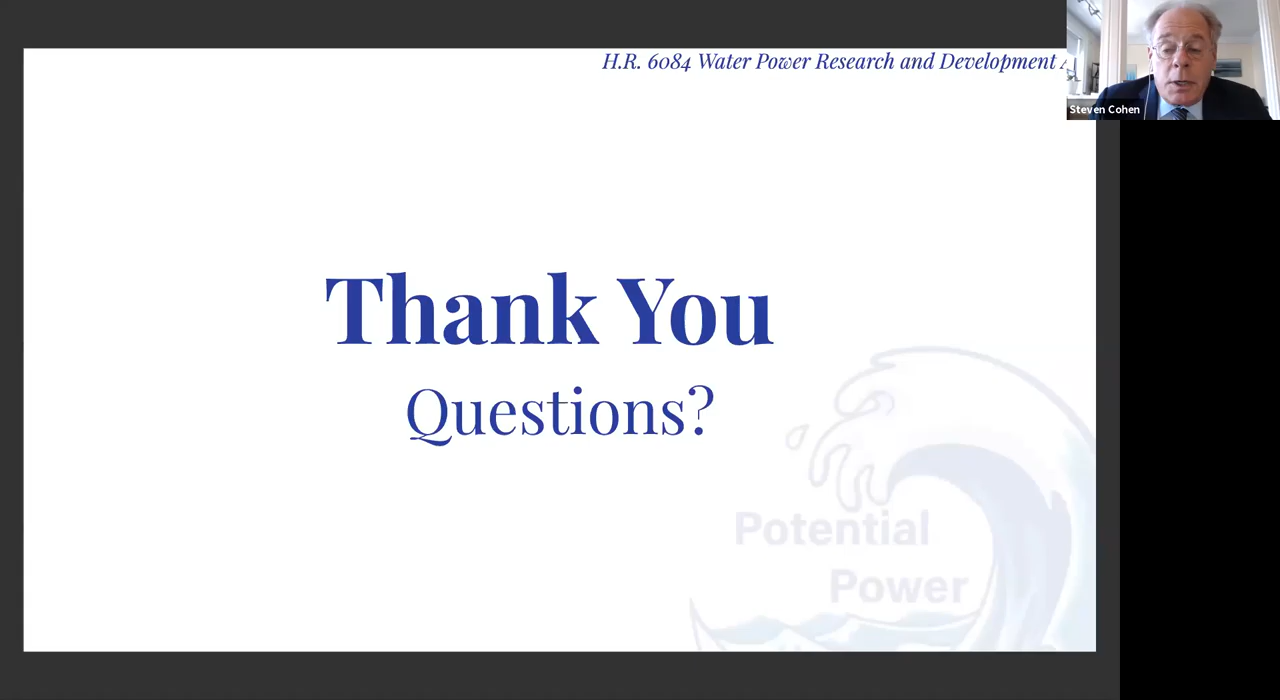 H.R. 6084 Water Power Research and Development
Steven Cohen
Thank You
Questions?
Potential
Power